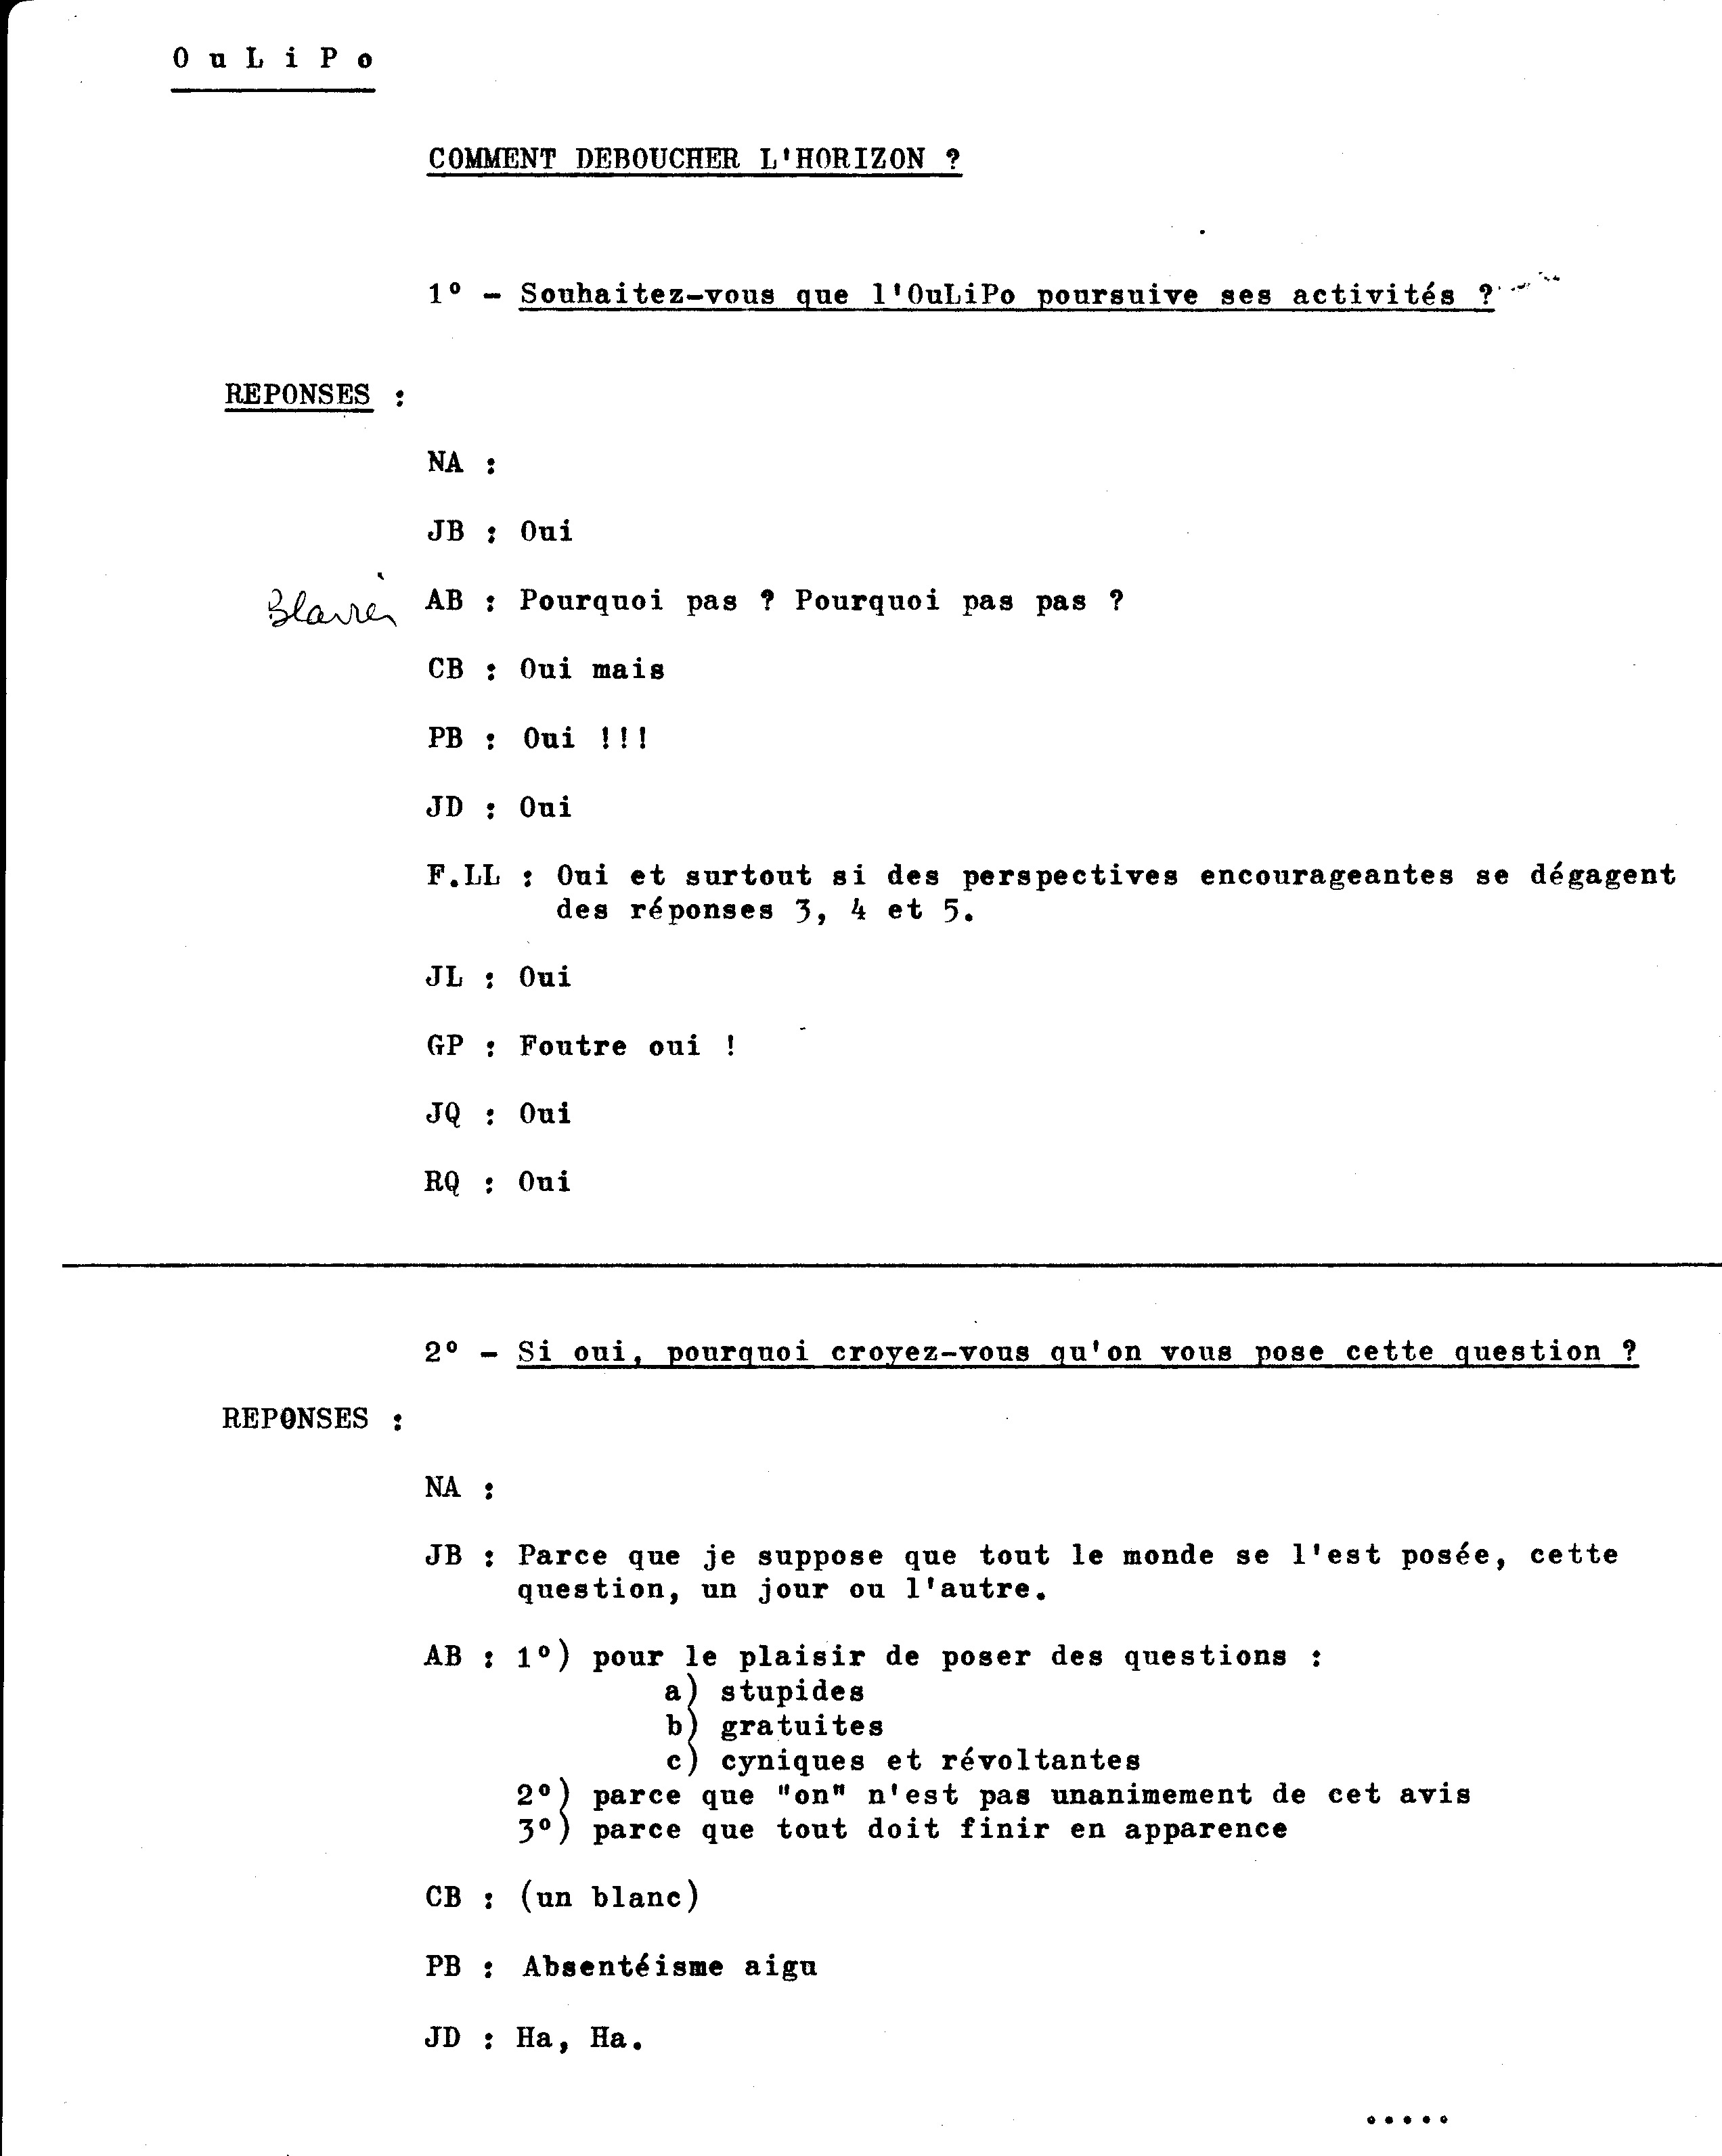 O u L i P o
COMMENT DEBOUCHER L'HORIZON ?
1° - Souhaitez-vous que l'OuLiPo poursuive ses activités ?
REPONSES :
NA :
JB : Oui
AB : Pourquoi pas ? Pourquoi pas pas ?
CB : Oui mais
PB : Oui !!!
JD : Oui
F.LL : Oui et surtout si des perspectives encourageantes se dégagent
des réponses 3, 4 et 5.
JL : Oui
GP : Foutre oui !
JQ : Oui
RQ : Oui
2° - Si oui, pourquoi croyez-vous qu'on vous pose cette question ?
REPONSES :
NA :
JB : Parce que je suppose que tout le monde se l'est posée, cette
question, un jour ou l'autre.
AB : 1°) pour le plaisir de poser des questions :
a) stupides
b) gratuites
c) cyniques et révoltantes
2°) parce que "on" n'est pas unanimement de cet avis
3°) parce que tout doit finir en apparence
CB : (un blanc)
PB : Absentéisme aigu
JD : Ha, Ha.
.....